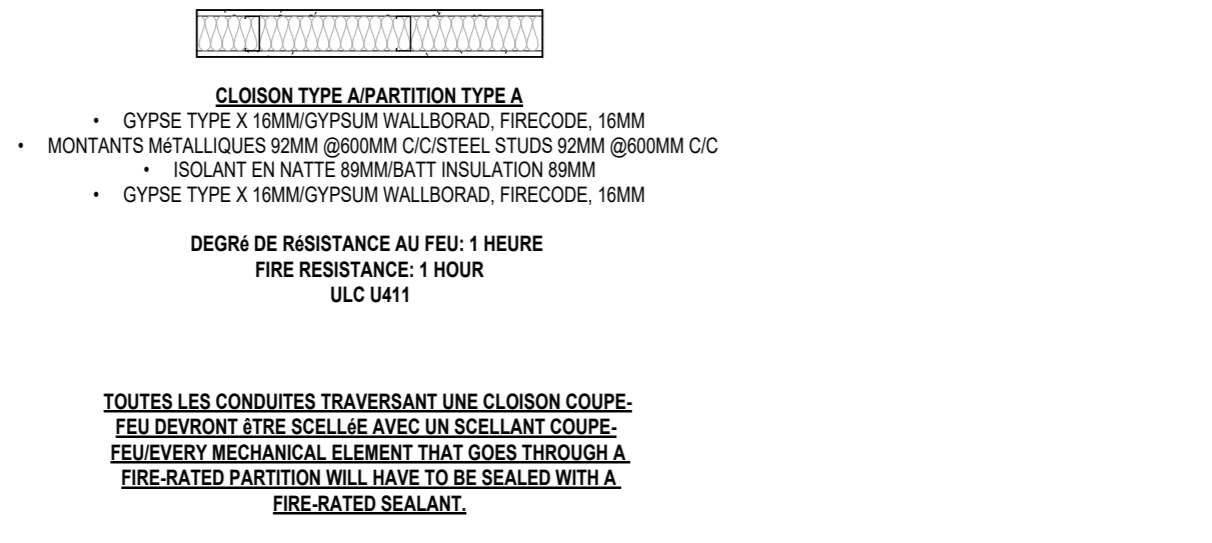 CLOISON TYPE A/PARTITION TYPE A
• GYPSE TYPE X 16MM/GYPSUM WALLBORAD, FIRECODE, 16MM
• MONTANTS MéTALLIQUES 92MM @600MM C/C/STEEL STUDS 92MM @600MM C/C
• ISOLANT EN NATTE 89MM/BATT INSULATION 89MM
• GYPSE TYPE X 16MM/GYPSUM WALLBORAD, FIRECODE, 16MM
DEGRé DE RéSISTANCE AU FEU: 1 HEURE
FIRE RESISTANCE: 1 HOUR
ULC U411
TOUTES LES CONDUITES TRAVERSANT UNE CLOISON COUPE-
FEU DEVRONT êTRE SCELLéE AVEC UN SCELLANT COUPE-
FEU/EVERY MECHANICAL ELEMENT THAT GOES THROUGH A
FIRE-RATED PARTITION WILL HAVE TO BE SEALED WITH A
FIRE-RATED SEALANT.